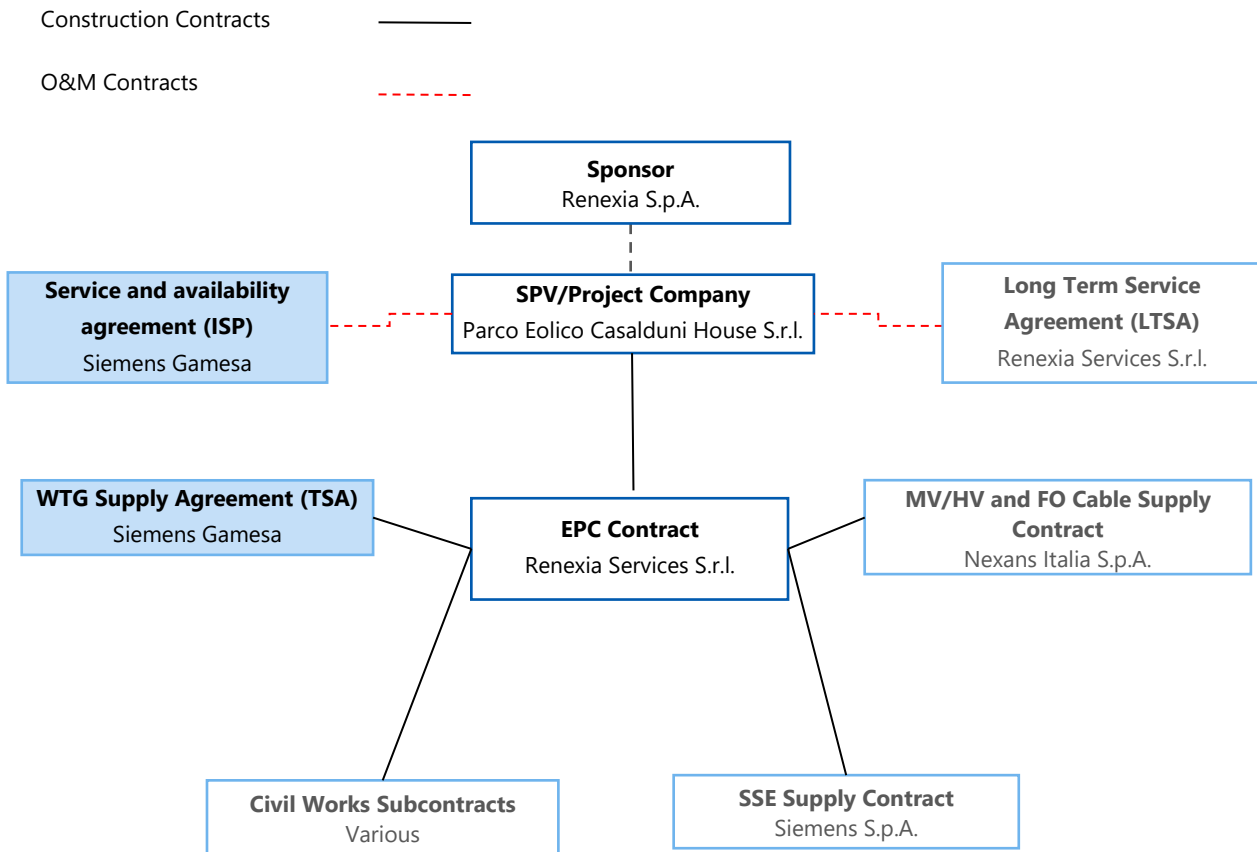 Construction Contracts
O&M Contracts
Sponsor
Renexia S.p.A.
Service and availability
agreement (ISP)
Siemens Gamesa
SPV/Project Company
Parco Eolico Casalduni House S.r.l.
Long Term Service
Agreement (LTSA)
Renexia Services S.r.l.
WTG Supply Agreement (TSA)
Siemens Gamesa
EPC Contract
Renexia Services S.r.l.
MV/HV and FO Cable Supply
Contract
Nexans Italia S.p.A.
Civil Works Subcontracts
Various
SSE Supply Contract
Siemens S.p.A.